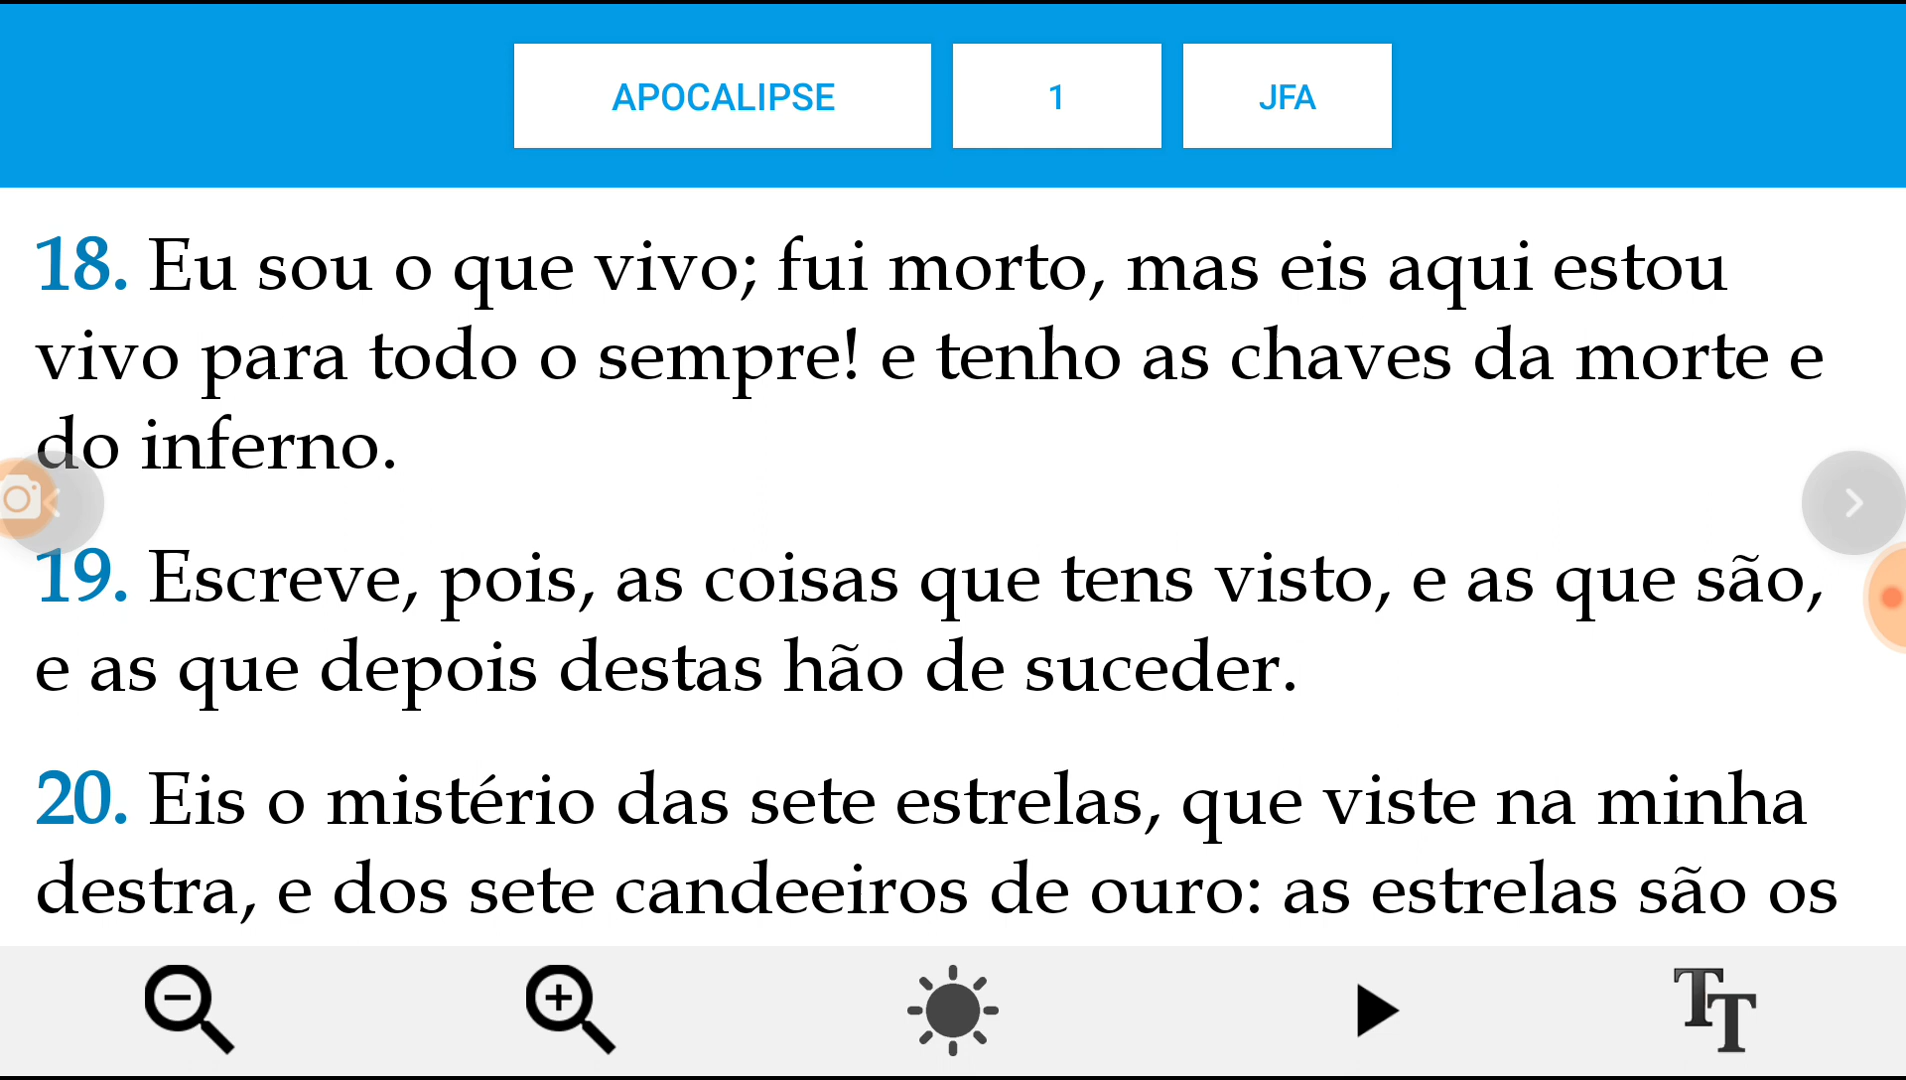 APOCALIPSE 1 JFA
18. Eu sou o que vivo; fui morto, mas eis aqui estou
vivo para todo o sempre! e tenho as chaves da morte e
do inferno.
19. Escreve, pois, as coisas que tens visto, e as que são,
e as que depois destas hão de suceder.
20. Eis o mistério das sete estrelas, que viste na minha
destra, e dos sete candeeiros de ouro: as estrelas são os
TT